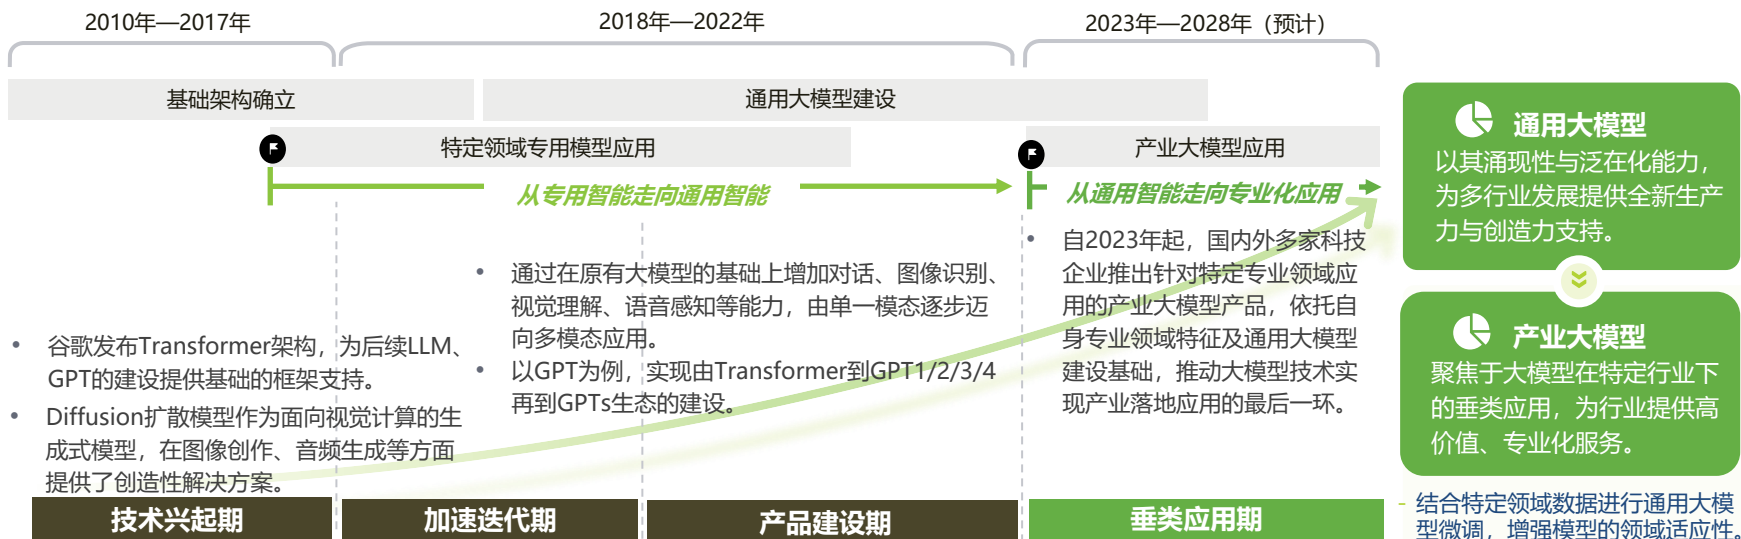 2010年—2017年
2018年—2022年
2023年—2028年（预计）
基础架构确立
通用大模型建设
特定领域专用模型应用
产业大模型应用
从专用智能走向通用智能
从通用智能走向专业化应用
• 谷歌发布Transformer架构，为后续LLM、
GPT的建设提供基础的框架支持。
• Diffusion扩散模型作为面向视觉计算的生
成式模型，在图像创作、音频生成等方面
提供了创造性解决方案。
• 通过在原有大模型的基础上增加对话、图像识别、
视觉理解、语音感知等能力，由单一模态逐步迈
向多模态应用。
• 以GPT为例，实现由Transformer到GPT1/2/3/4
再到GPTs生态的建设。
• 自2023年起，国内外多家科技
企业推出针对特定专业领域应
用的产业大模型产品，依托自
身专业领域特征及通用大模型
建设基础，推动大模型技术实
现产业落地应用的最后一环。
技术兴起期
加速迭代期
产品建设期
垂类应用期
通用大模型
以其涌现性与泛在化能力，
为多行业发展提供全新生产
力与创造力支持。
产业大模型
聚焦于大模型在特定行业下
的垂类应用，为行业提供高
价值、专业化服务。
- 结合特定领域数据进行通用大模
型微调，增强模型的领域适应性。